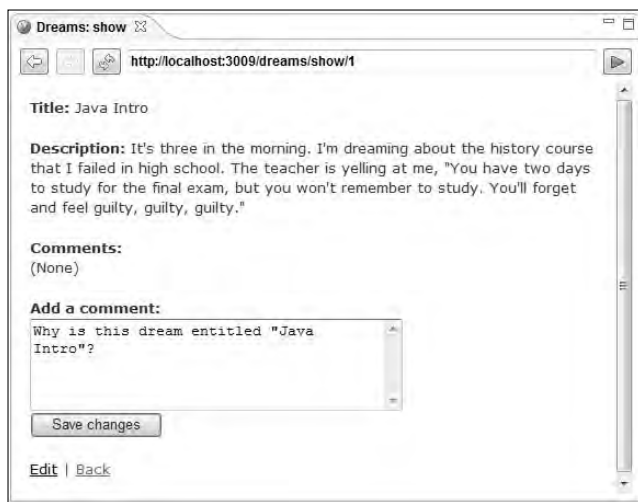 Dreams: show
http://localhost:3009/dreams/show/1
Title: Java Intro
Description: It's three in the morning. I'm dreaming about the history course
that I failed in high school. The teacher is yelling at me, "You have two days
to study for the final exam, but you won't remember to study. You'll forget
and feel guilty, guilty, guilty."
Comments:
(None)
Add a comment:
Why is this dream entitled "Java
Intro"?
Save changes
Edit | Back